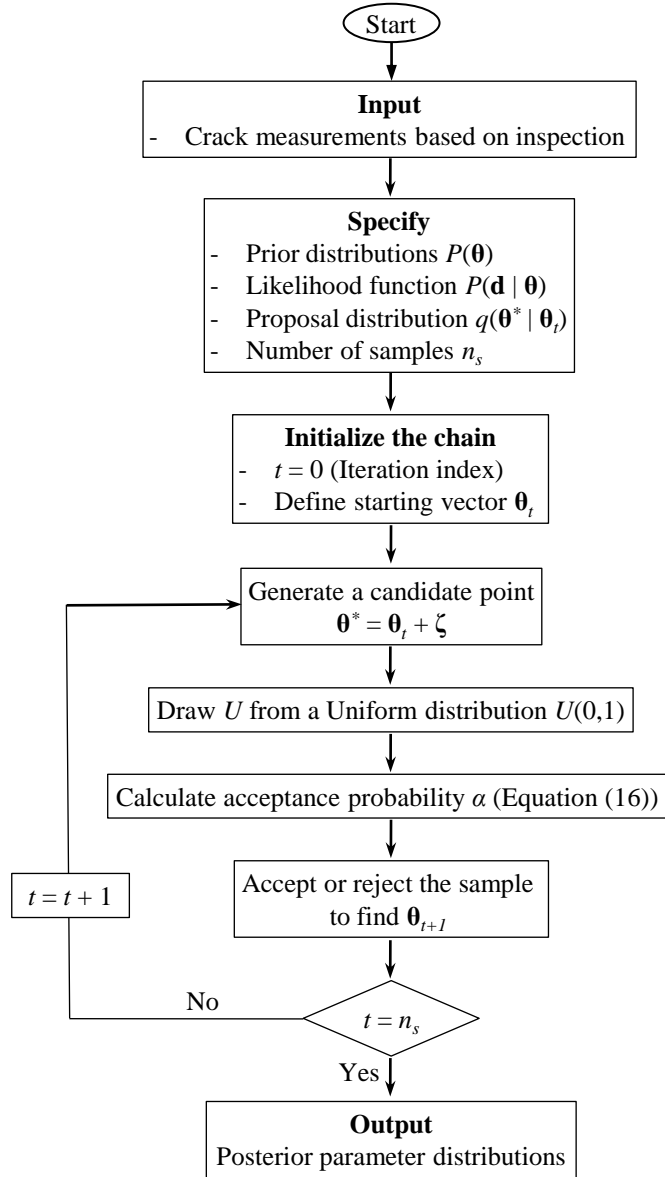 Start
Input
- Crack measurements based on inspection
Specify
- Prior distributions P(θ)
- Likelihood function P(d | θ)
- Proposal distribution q(θ* | θt)
- Number of samples ns
Initialize the chain
- t = 0 (Iteration index)
- Define starting vector θt
Generate a candidate point
θ* = θt + ζ
Draw U from a Uniform distribution U(0,1)
Calculate acceptance probability α (Equation (16))
Accept or reject the sample
to find θt+1
t = t + 1
No
t = ns
Yes
Output
Posterior parameter distributions